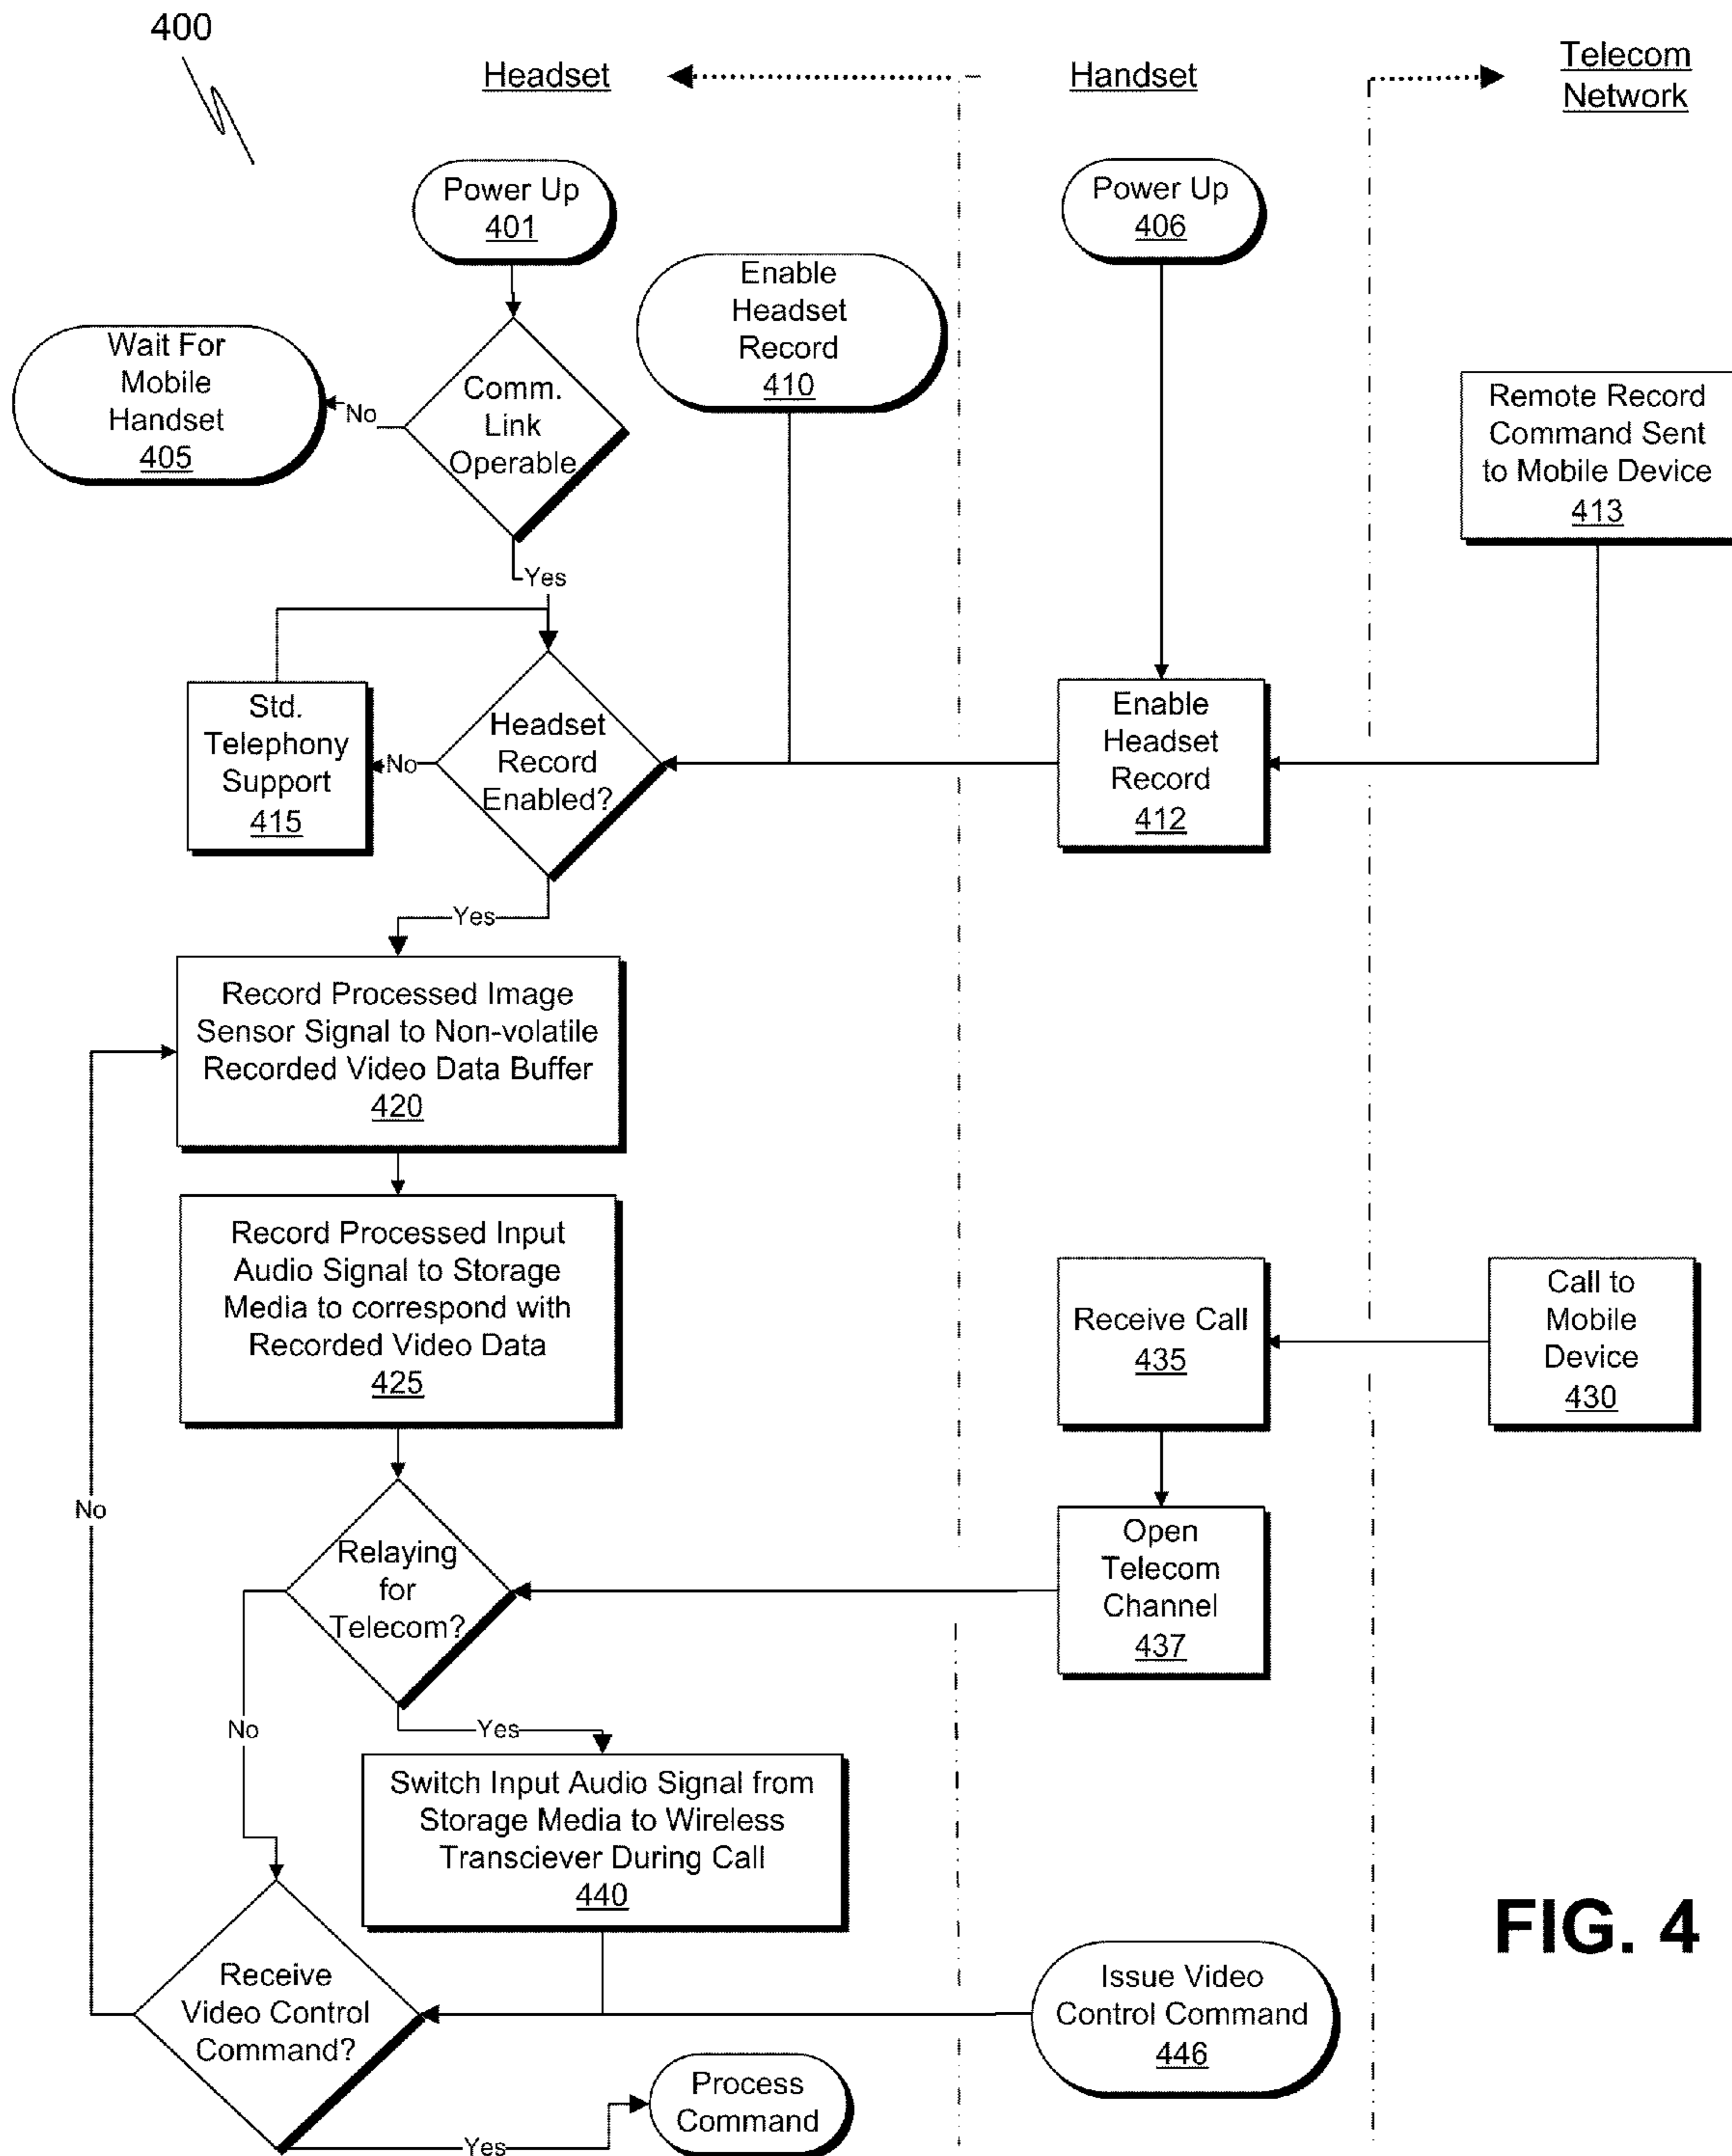 400
Headset
Handset
Telecom
Network
Power Up
401
Power Up
406
Enable
Headset
Record
410
Wait For
Mobile
Handset
405
No
Comm.
Link
Operable
Remote Record
Command Sent
to Mobile Device
413
Yes
Std.
Telephony
Support
415
No
Headset
Record
Enabled?
Enable
Headset
Record
412
Yes
Record Processed Image
Sensor Signal to Non-volatile
Recorded Video Data Buffer
420
Record Processed Input
Audio Signal to Storage
Media to correspond with
Recorded Video Data
425
Receive Call
435
Call to
Mobile
Device
430
No
Relaying
for
Telecom?
Open
Telecom
Channel
437
No
Yes
Switch Input Audio Signal from
Storage Media to Wireless
Transciever During Call
440
Receive
Video Control
Command?
Issue Video
Control Command
446
Process
Command
Yes
FIG. 4